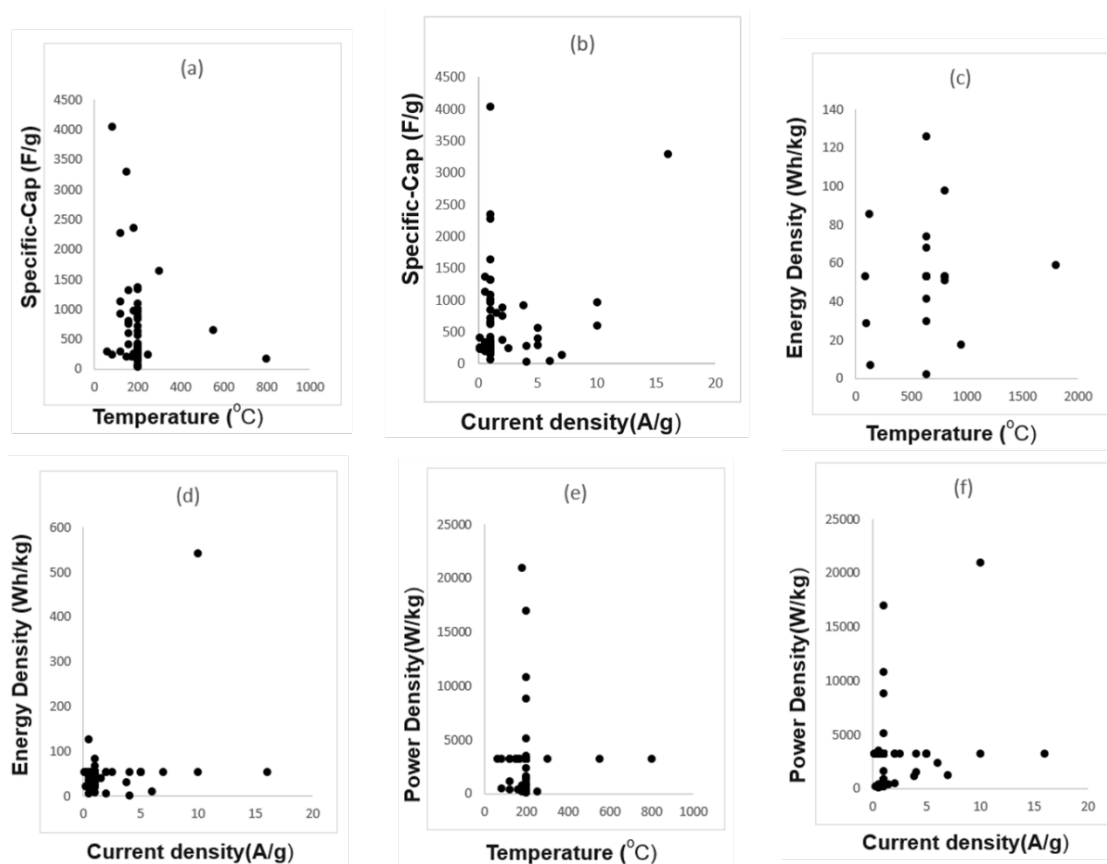 (a)
Specific-Cap (F/g)
4500
4000
3500
3000
2500
2000
1500
1000
500
0
0 200 400 600 800 1000
Temperature (°C)
(b)
Specific-Cap (F/g)
4500
4000
3500
3000
2500
2000
1500
1000
500
0
0 5 10 15 20
Current density(A/g)
(c)
Energy Density (Wh/kg)
140
120
100
80
60
40
20
0
0 500 1000 1500 2000
Temperature (°C)
(d)
Energy Density (Wh/kg)
600
500
400
300
200
100
0
0 5 10 15 20
Current density(A/g)
(e)
Power Density(W/kg)
25000
20000
15000
10000
5000
0
0 200 400 600 800 1000
Temperature (°C)
(f)
Power Density(W/kg)
25000
20000
15000
10000
5000
0
0 5 10 15 20
Current density(A/g)